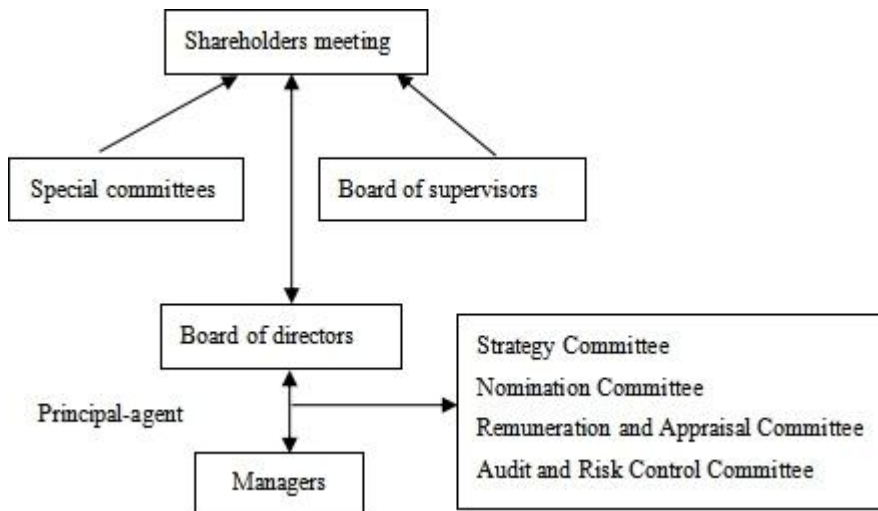 Shareholders meeting
Special committees
Board of supervisors
Board of directors
Strategy Committee
Nomination Committee
Principal-agent
Remuneration and Appraisal Committee
Audit and Risk Control Committee
Managers